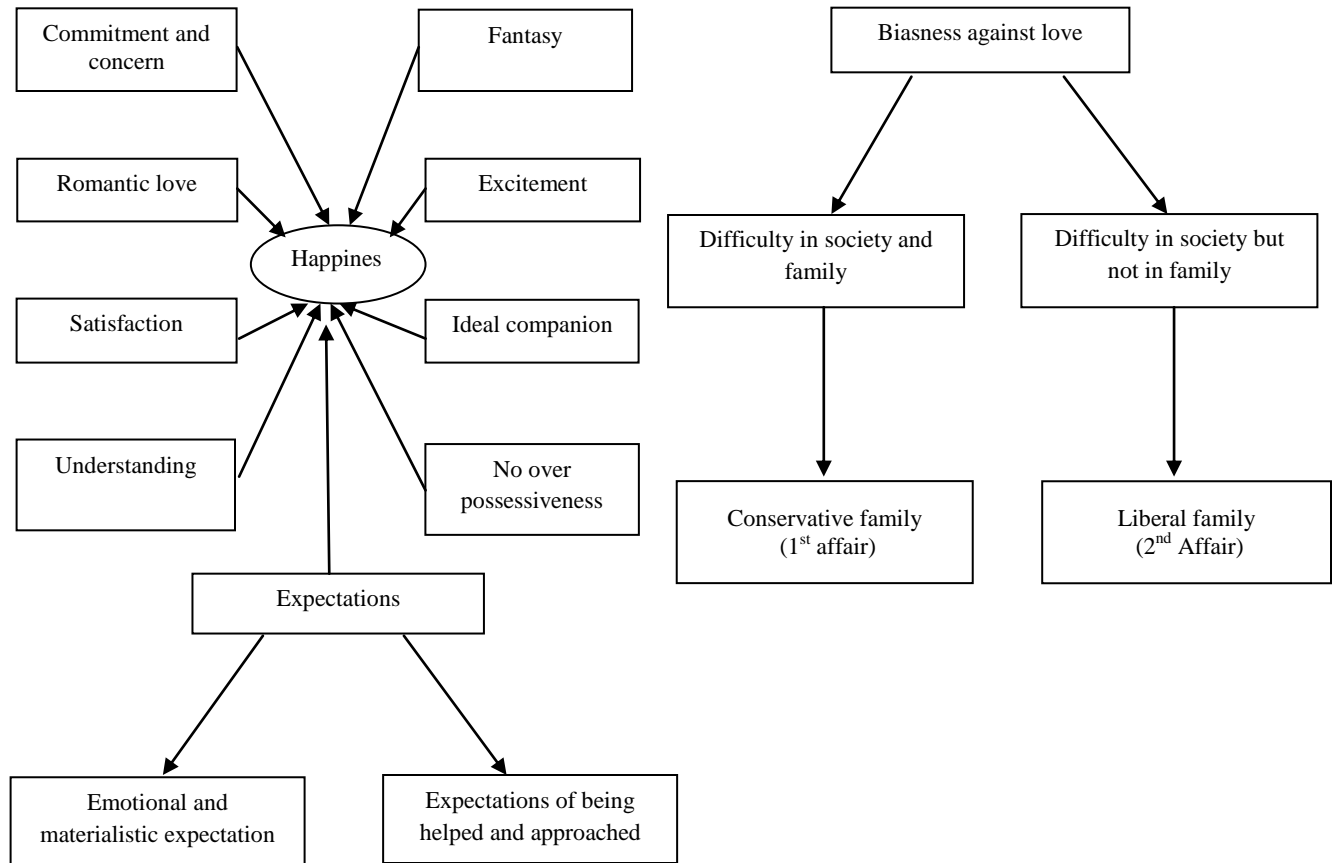 Commitment and
concern
Fantasy
Biasness against love
Romantic love
Excitement
Happines
Difficulty in society and
family
Difficulty in society but
not in family
Satisfaction
Ideal companion
Understanding
No over
possessiveness
Conservative family
(1st affair)
Liberal family
(2nd Affair)
Expectations
Emotional and
materialistic expectation
Expectations of being
helped and approached